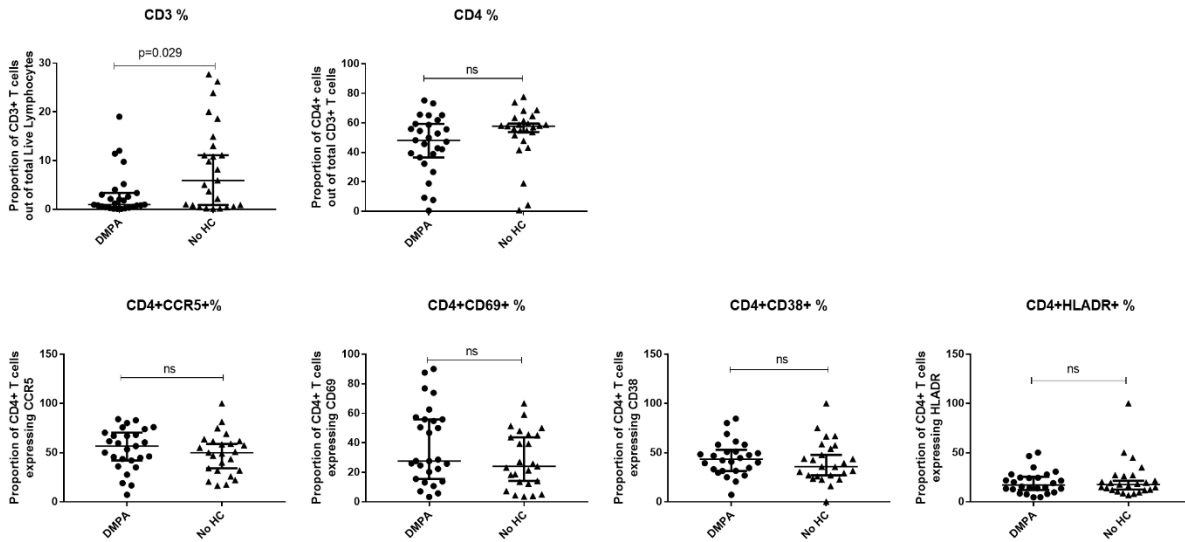 CD3 %
Proportion of CD3+ T cells
out of total Live Lymphocytes
30
20
10
0
p=0.029
DMPA
No HC
CD4 %
Proportion of CD4+ cells
out of total CD3+ T cells
100
80
60
40
20
0
ns
DMPA
No HC
CD4+CCR5+%
Proportion of CD4+ T cells
expressing CCR5
150
100
50
0
ns
DMPA
No HC
CD4+CD69+ %
Proportion of CD4+ T cells
expressing CD69
100
80
60
40
20
0
ns
DMPA
No HC
CD4+CD38+ %
Proportion of CD4+ T cells
expressing CD38
150
100
50
0
ns
DMPA
No HC
CD4+HLADR+ %
Proportion of CD4+ T cells
expressing HLADR
150
100
50
0
ns
DMPA
No HC